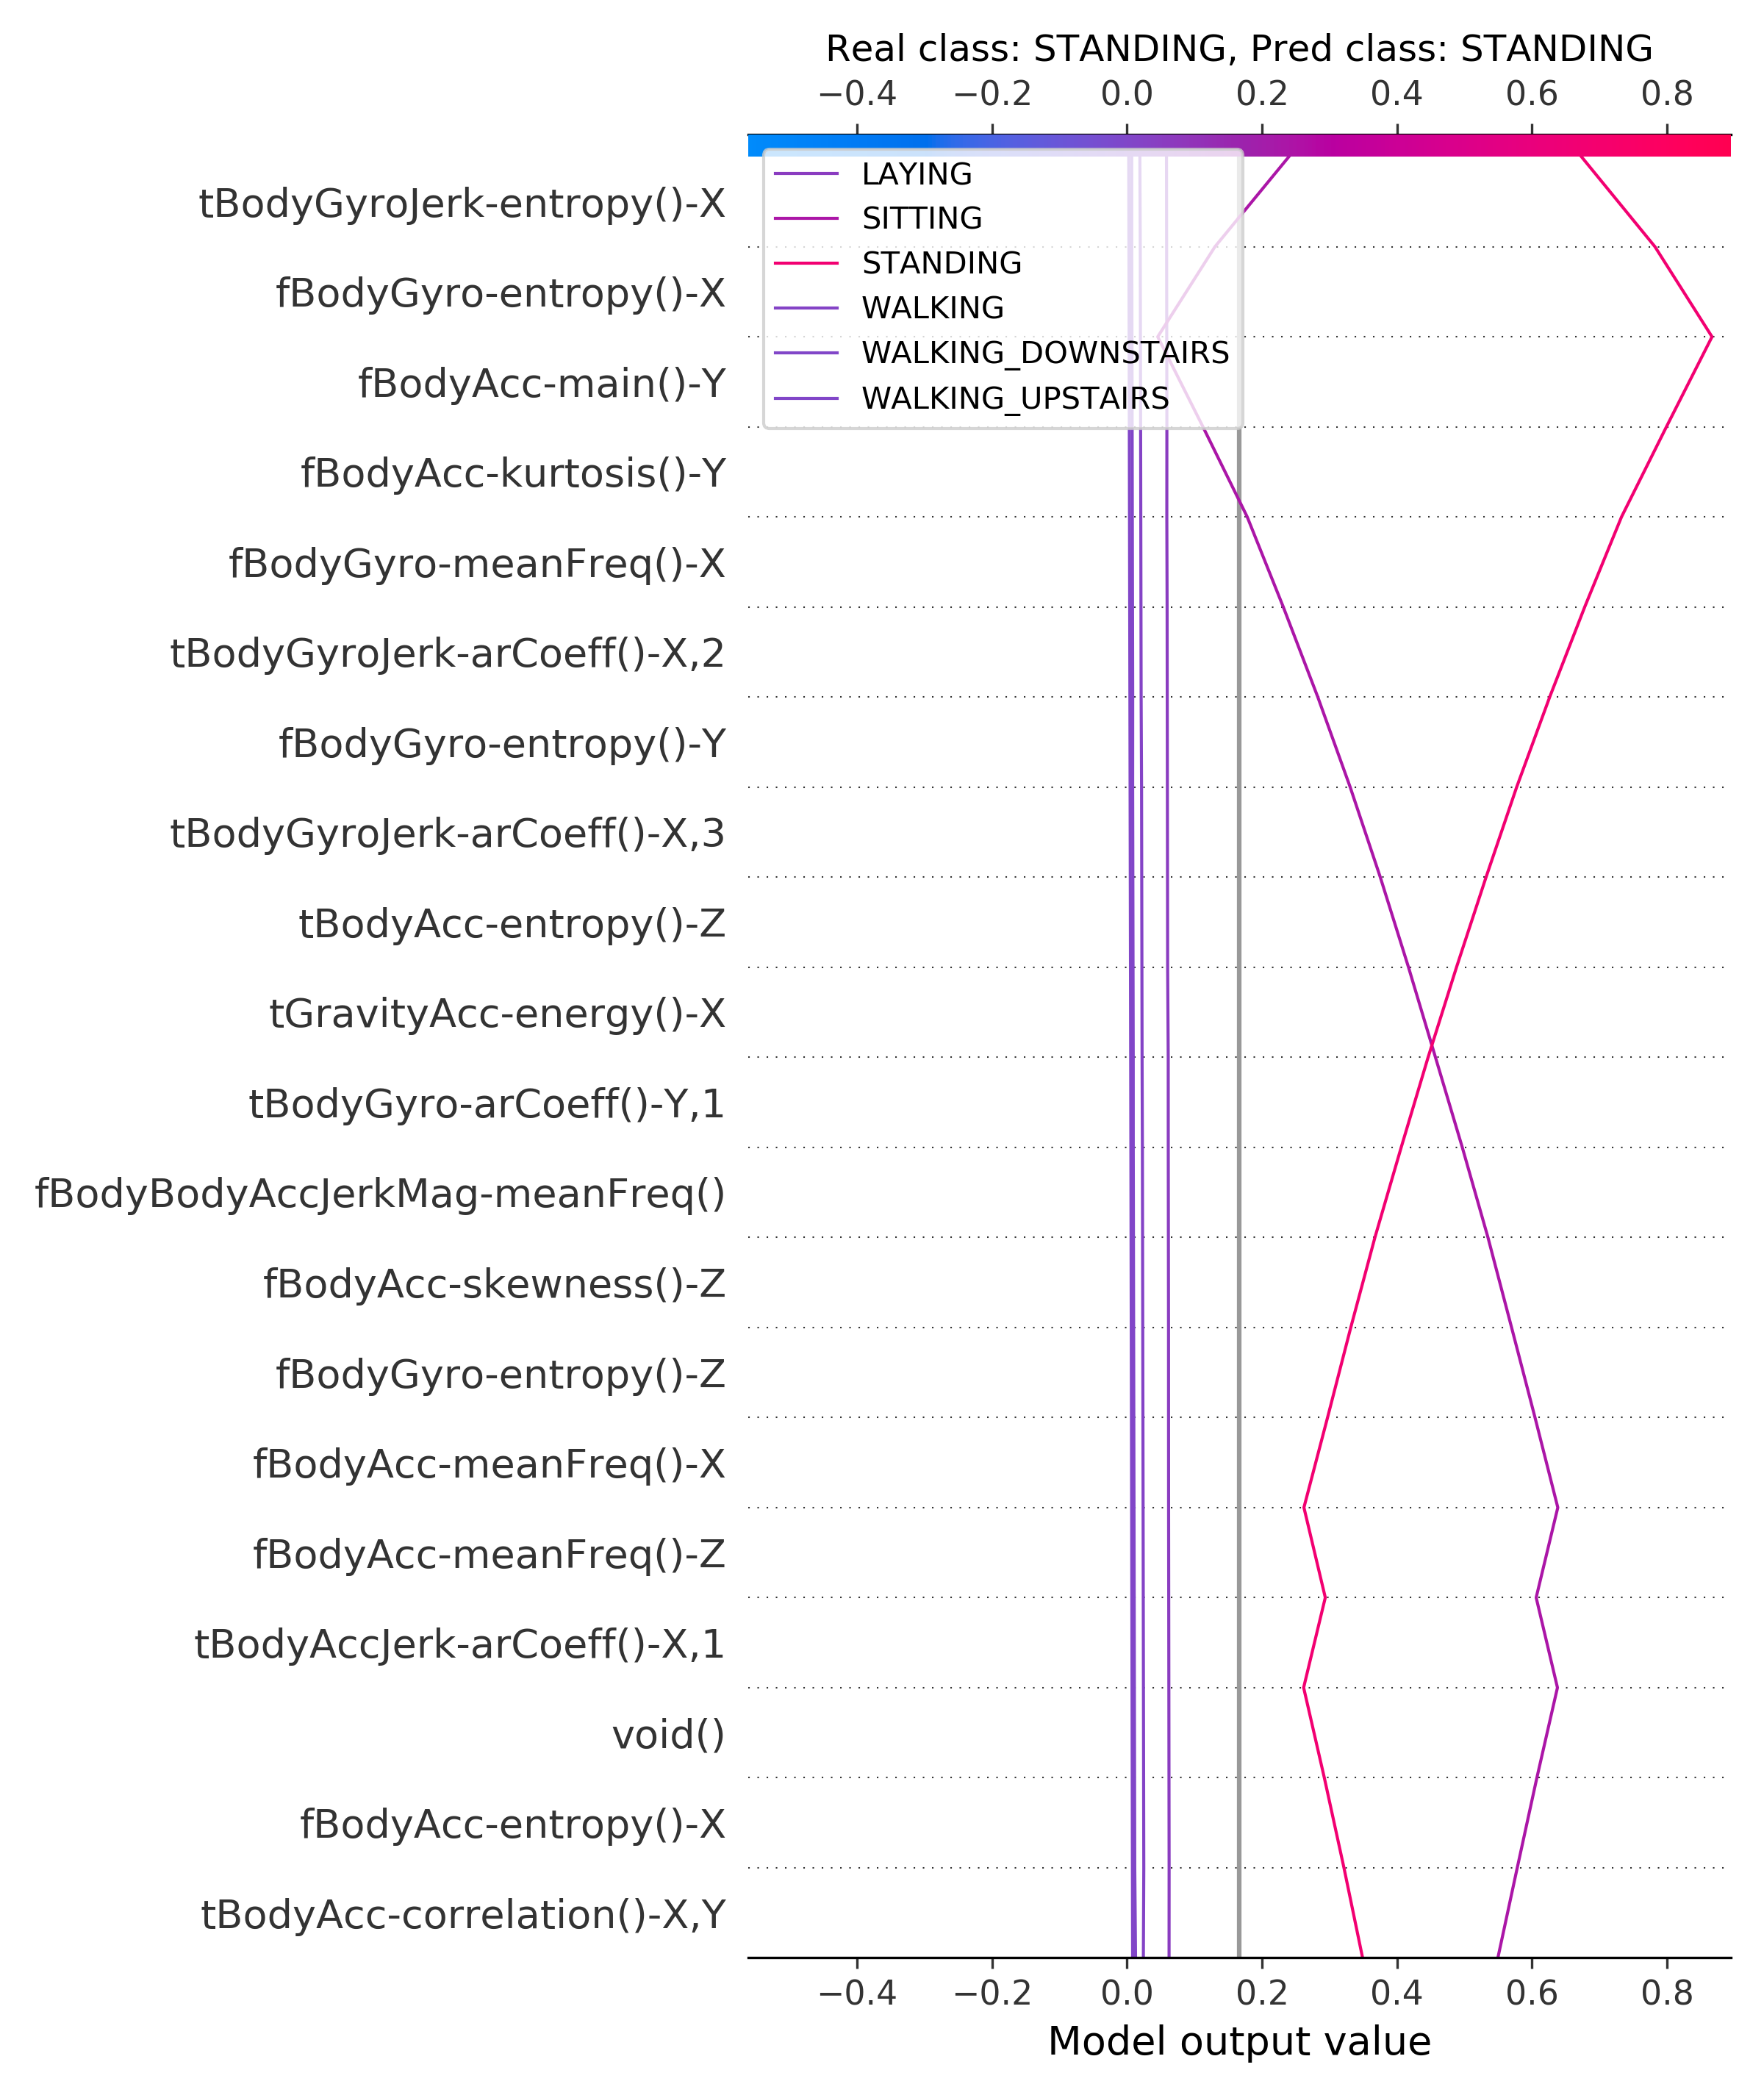 Real class: STANDING, Pred class: STANDING
−0.4 −0.2 0.0 0.2 0.4 0.6 0.8
LAYING
SITTING
STANDING
WALKING
WALKING_DOWNSTAIRS
WALKING_UPSTAIRS
tBodyGyroJerk-entropy()-X
fBodyGyro-entropy()-X
fBodyAcc-main()-Y
fBodyAcc-kurtosis()-Y
fBodyGyro-meanFreq()-X
tBodyGyroJerk-arCoeff()-X,2
fBodyGyro-entropy()-Y
tBodyGyroJerk-arCoeff()-X,3
tBodyAcc-entropy()-Z
tGravityAcc-energy()-X
tBodyGyro-arCoeff()-Y,1
fBodyBodyAccJerkMag-meanFreq()
fBodyAcc-skewness()-Z
fBodyGyro-entropy()-Z
fBodyAcc-meanFreq()-X
fBodyAcc-meanFreq()-Z
tBodyAccJerk-arCoeff()-X,1
void()
fBodyAcc-entropy()-X
tBodyAcc-correlation()-X,Y
−0.4 −0.2 0.0 0.2 0.4 0.6 0.8
Model output value